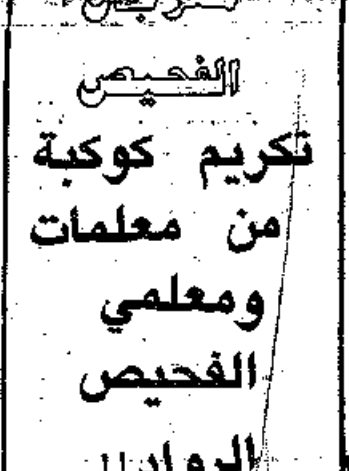 الفحيص
تكريم كوكبة
من معلمات
ومعلمي
الفحيص